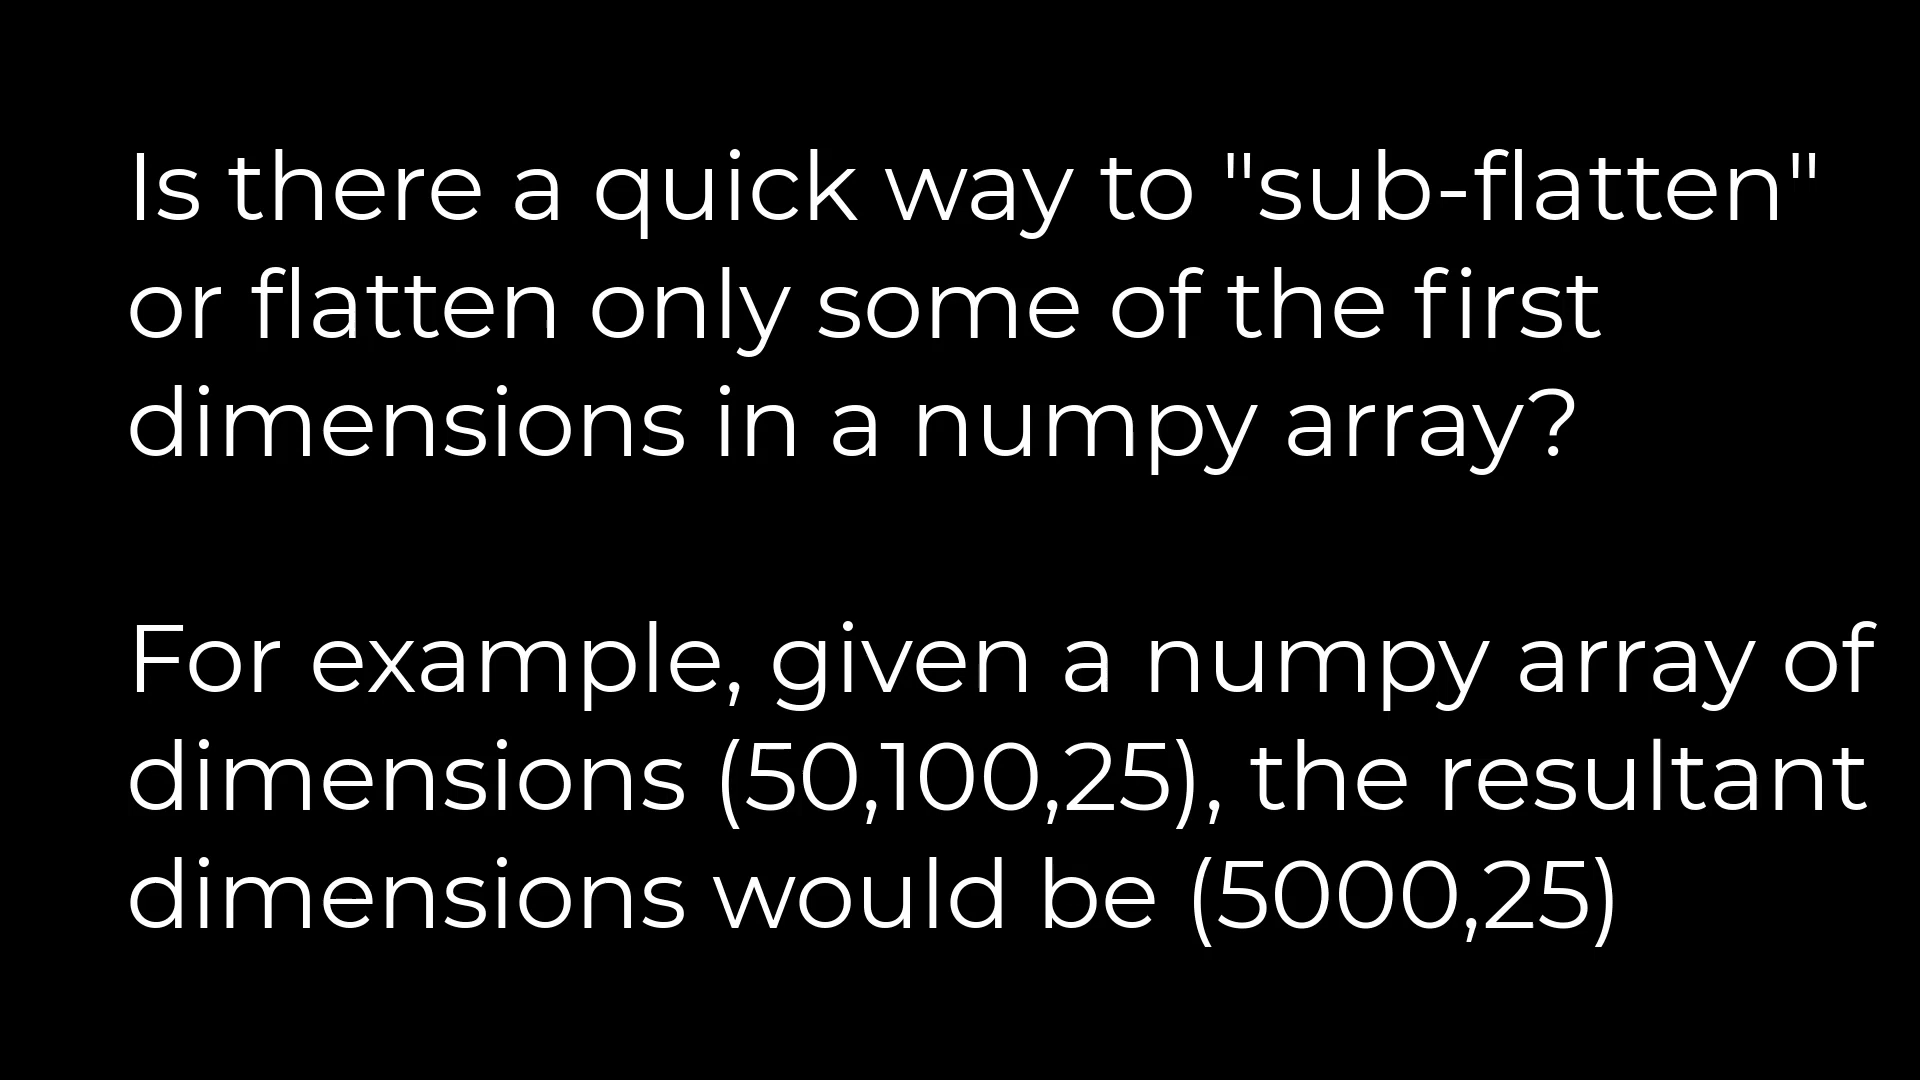 Is there a quick way to "sub-flatten"
or flatten only some of the first
dimensions in a numpy array?
For example, given a numpy array of
dimensions (50,100,25), the resultant
dimensions would be (5000,25)